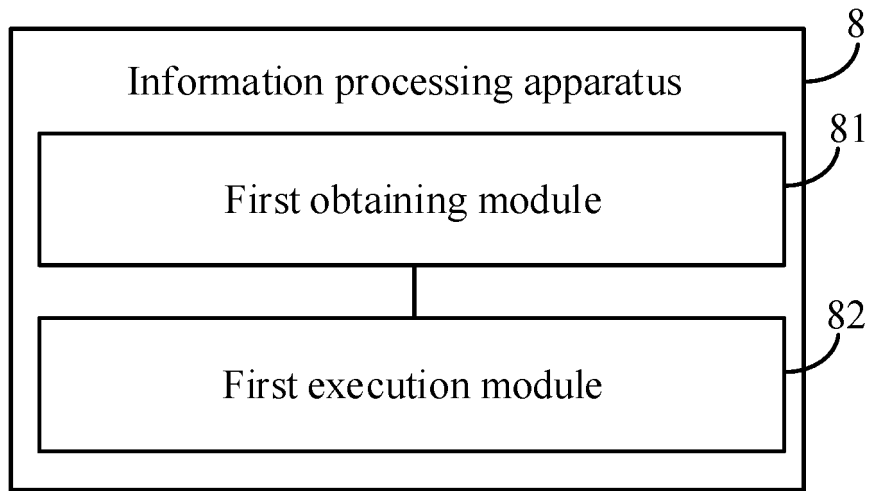 8
Information processing apparatus
81
First obtaining module
82
First execution module